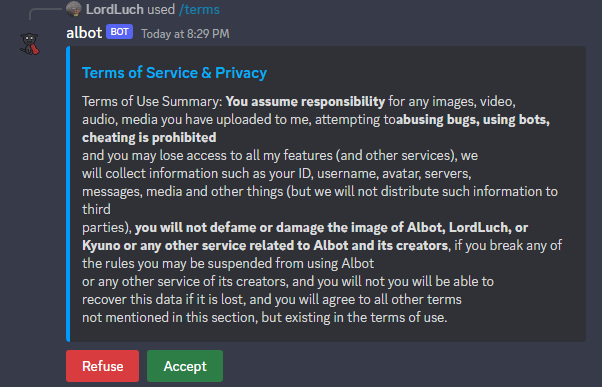 LordLuch used /terms
albot BOT Today at 8:29 PM
Terms of Service & Privacy
Terms of Use Summary: You assume responsibility for any images, video,
audio, media you have uploaded to me, attempting toabusing bugs, using bots,
cheating is prohibited
and you may lose access to all my features (and other services), we
will collect information such as your ID, username, avatar, servers,
messages, media and other things (but we will not distribute such information to
third
parties), you will not defame or damage the image of Albot, LordLuch, or
Kyuno or any other service related to Albot and its creators, if you break any of
the rules you may be suspended from using Albot
or any other service of its creators, and you will not you will be able to
recover this data if it is lost, and you will agree to all other terms
not mentioned in this section, but existing in the terms of use.
Refuse Accept